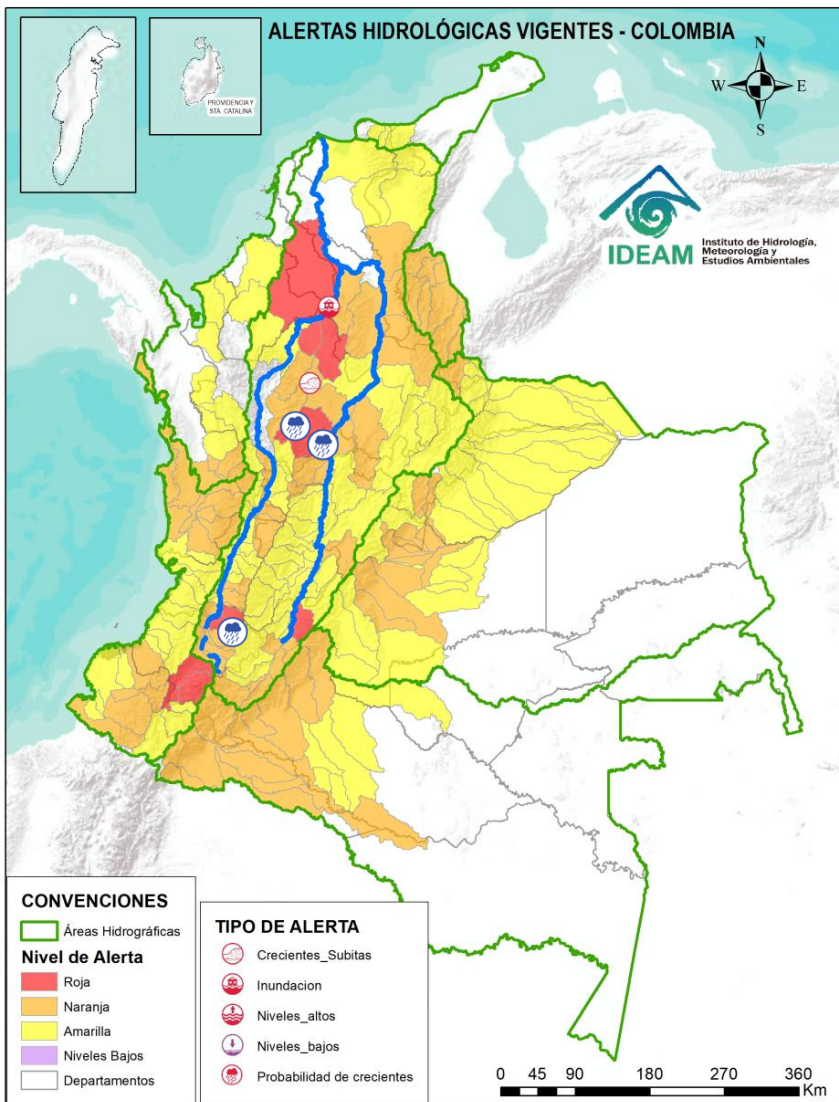 ALERTAS HIDROLÓGICAS VIGENTES - COLOMBIA
PROVIDENCIA Y
STA. CATALINA
N
W
E
S
IDEAM
Instituto de Hidrología,
Meteorología y
Estudios Ambientales
CONVENCIONES
Áreas Hidrográficas
Nivel de Alerta
Roja
Naranja
Amarilla
Niveles Bajos
Departamentos
TIPO DE ALERTA
Crecientes_Subitas
Inundacion
Niveles_altos
Niveles_bajos
Probabilidad de crecientes
0 45 90 180 270 360
Km